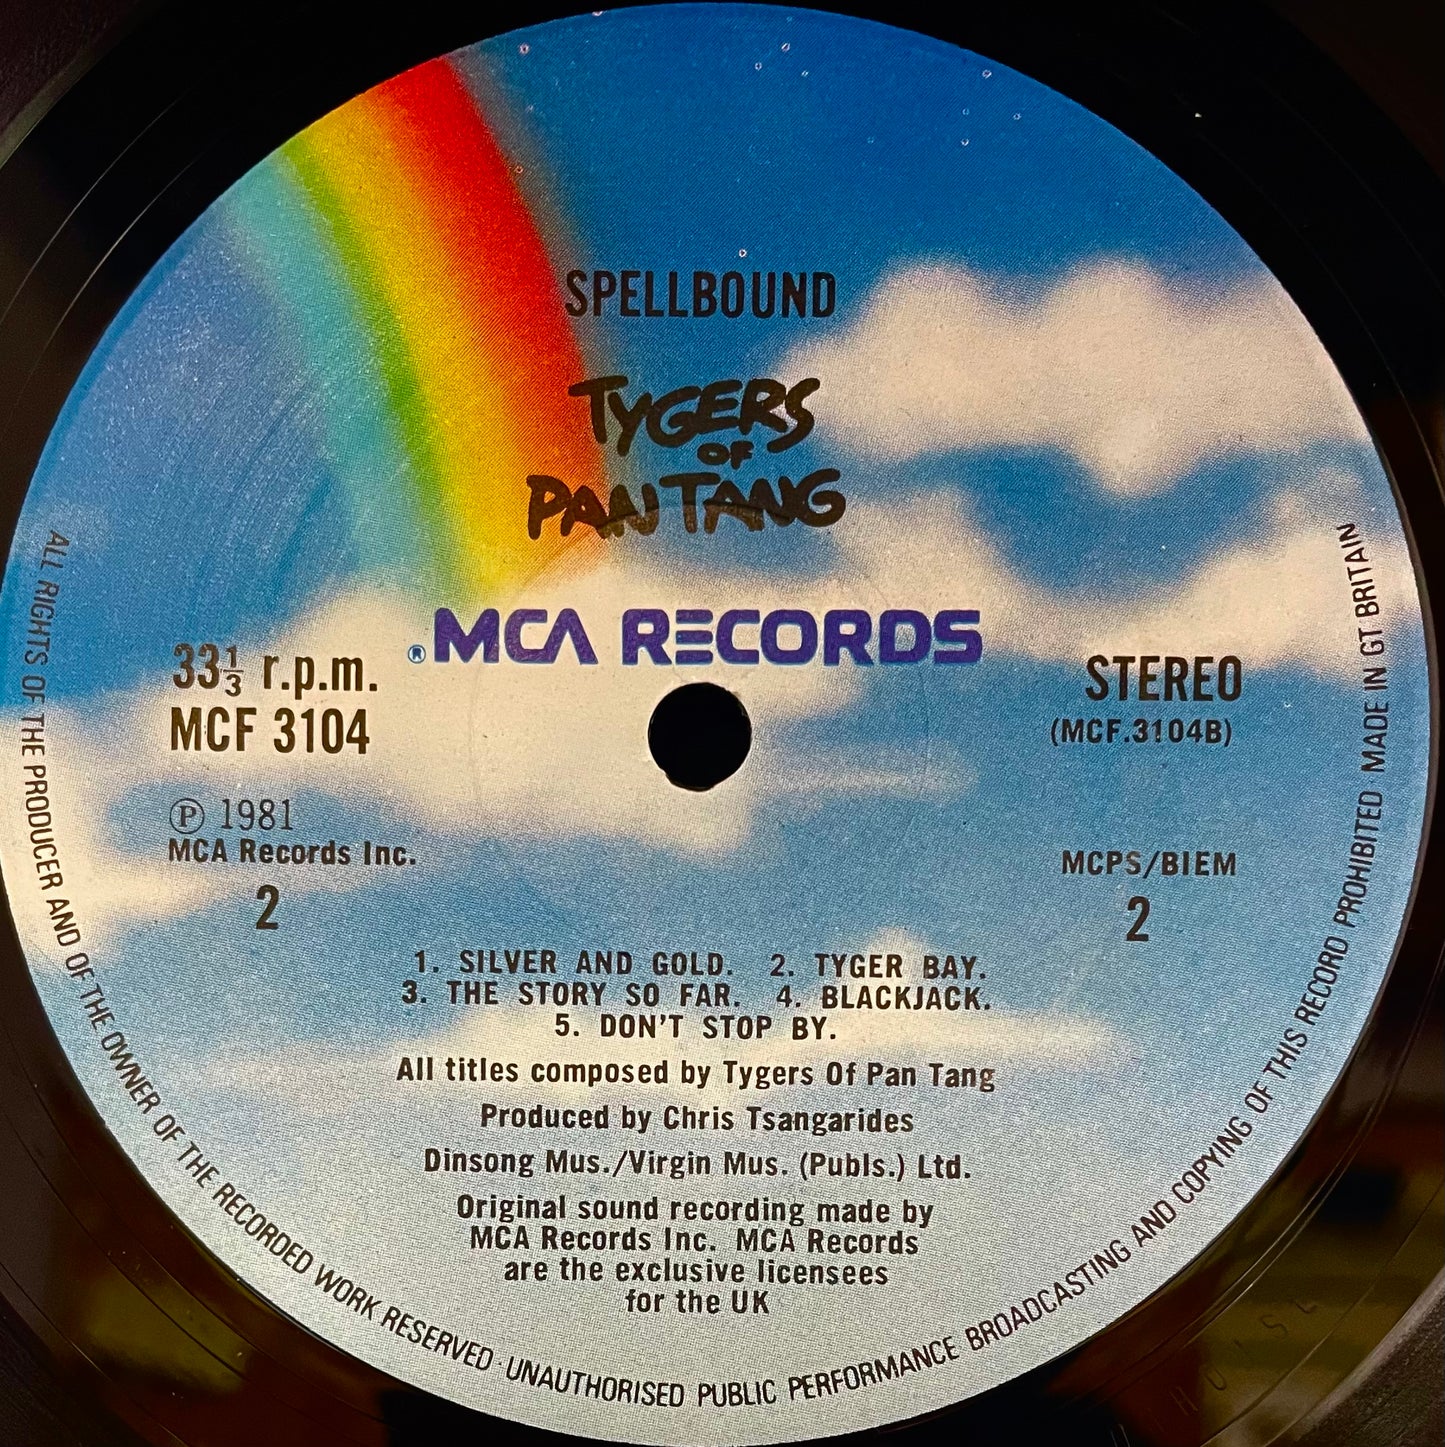 SPELLBOUND
TYGERS
OF
PAN TANG
® MCA RECORDS
33⅓ r.p.m.
MCF 3104
STEREO
(MCF.3104B)
Ⓟ 1981
MCA Records Inc.
2
MCPS/BIEM
2
1. SILVER AND GOLD. 2. TYGER BAY.
3. THE STORY SO FAR. 4. BLACKJACK.
5. DON'T STOP BY.
All titles composed by Tygers Of Pan Tang
Produced by Chris Tsangarides
Dinsong Mus./Virgin Mus. (Publs.) Ltd.
Original sound recording made by
MCA Records Inc. MCA Records
are the exclusive licensees
for the UK
ALL RIGHTS OF THE PRODUCER AND OF THE OWNER OF THE RECORDED WORK RESERVED · UNAUTHORISED PUBLIC PERFORMANCE BROADCASTING AND COPYING OF THIS RECORD PROHIBITED MADE IN GT BRITAIN